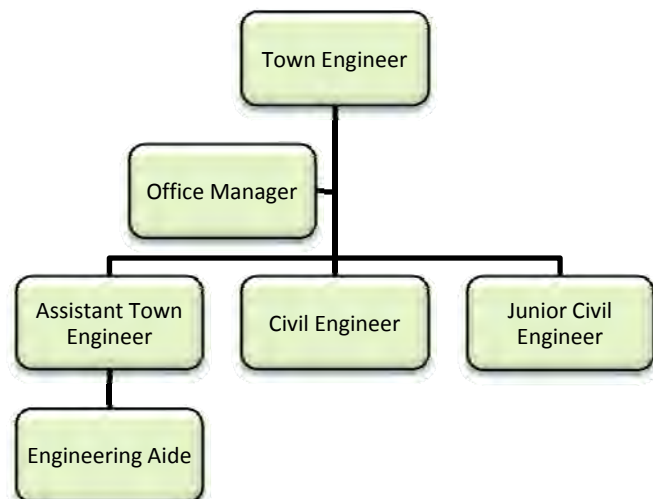 Town Engineer
Office Manager
Assistant Town
Engineer
Civil Engineer
Junior Civil
Engineer
Engineering Aide